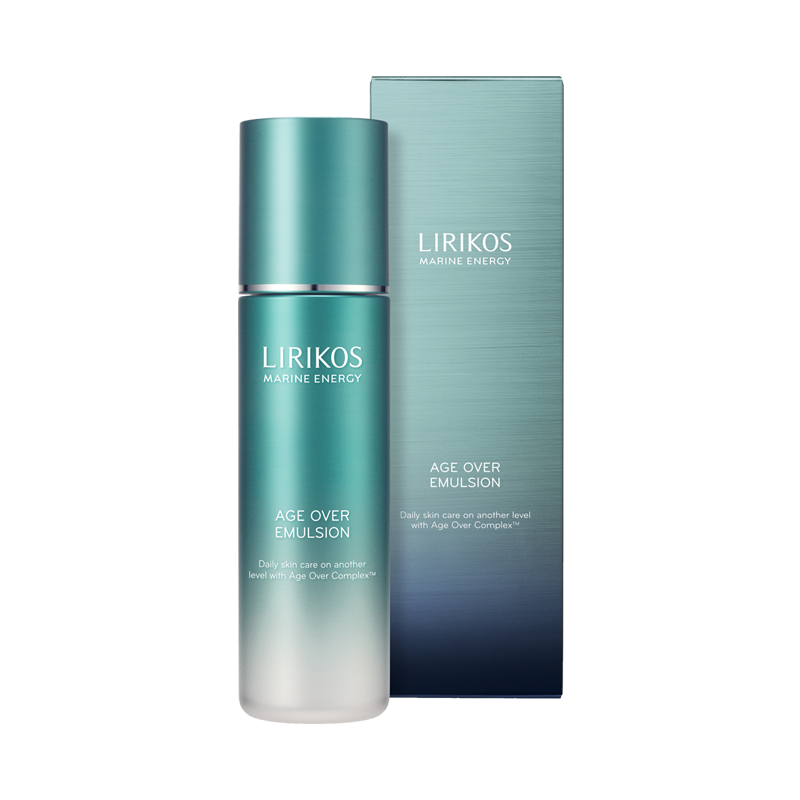 LIRIKOS
MARINE ENERGY
AGE OVER
EMULSION
Daily skin care on another
level with Age Over Complex™
LIRIKOS
MARINE ENERGY
AGE OVER
EMULSION
Daily skin care on another level
with Age Over Complex™